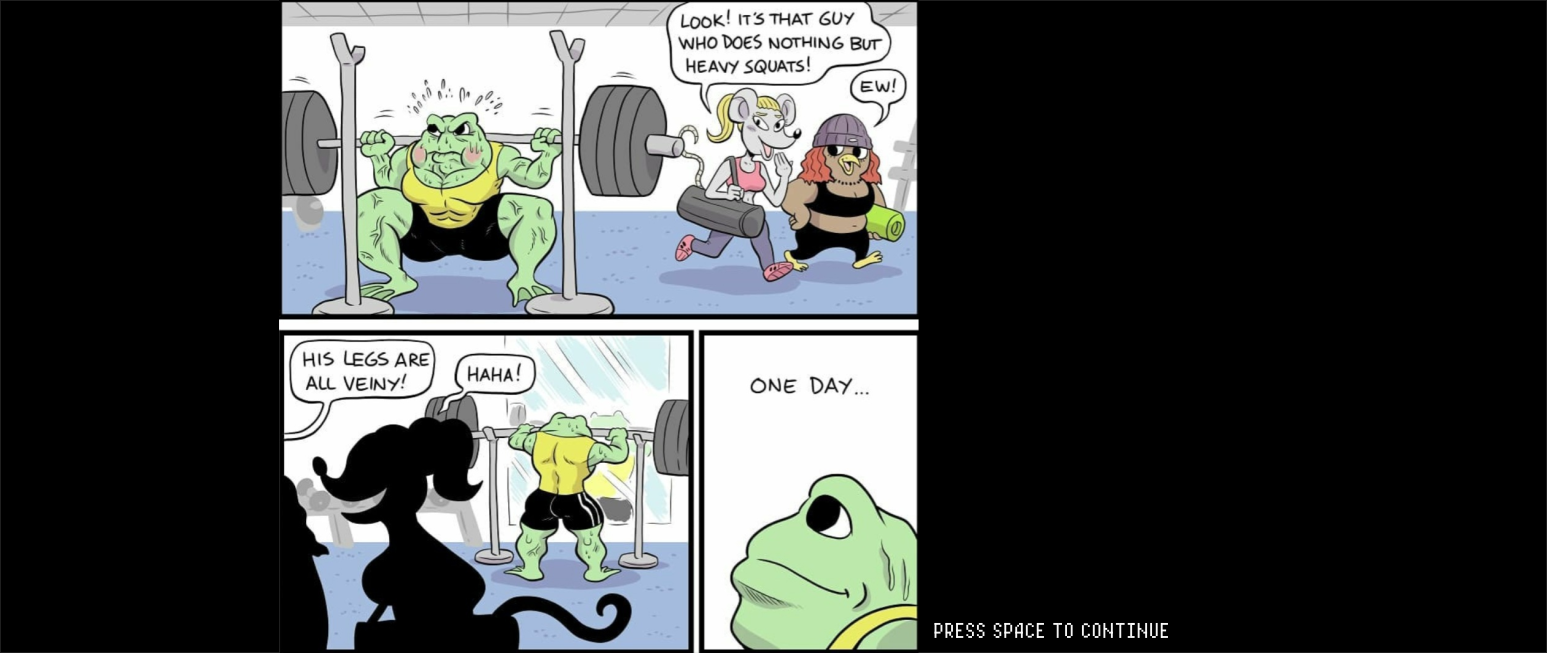 LOOK! IT'S THAT GUY
WHO DOES NOTHING BUT
HEAVY SQUATS!
EW!
HIS LEGS ARE
ALL VEINY!
HAHA!
ONE DAY...
PRESS SPACE TO CONTINUE